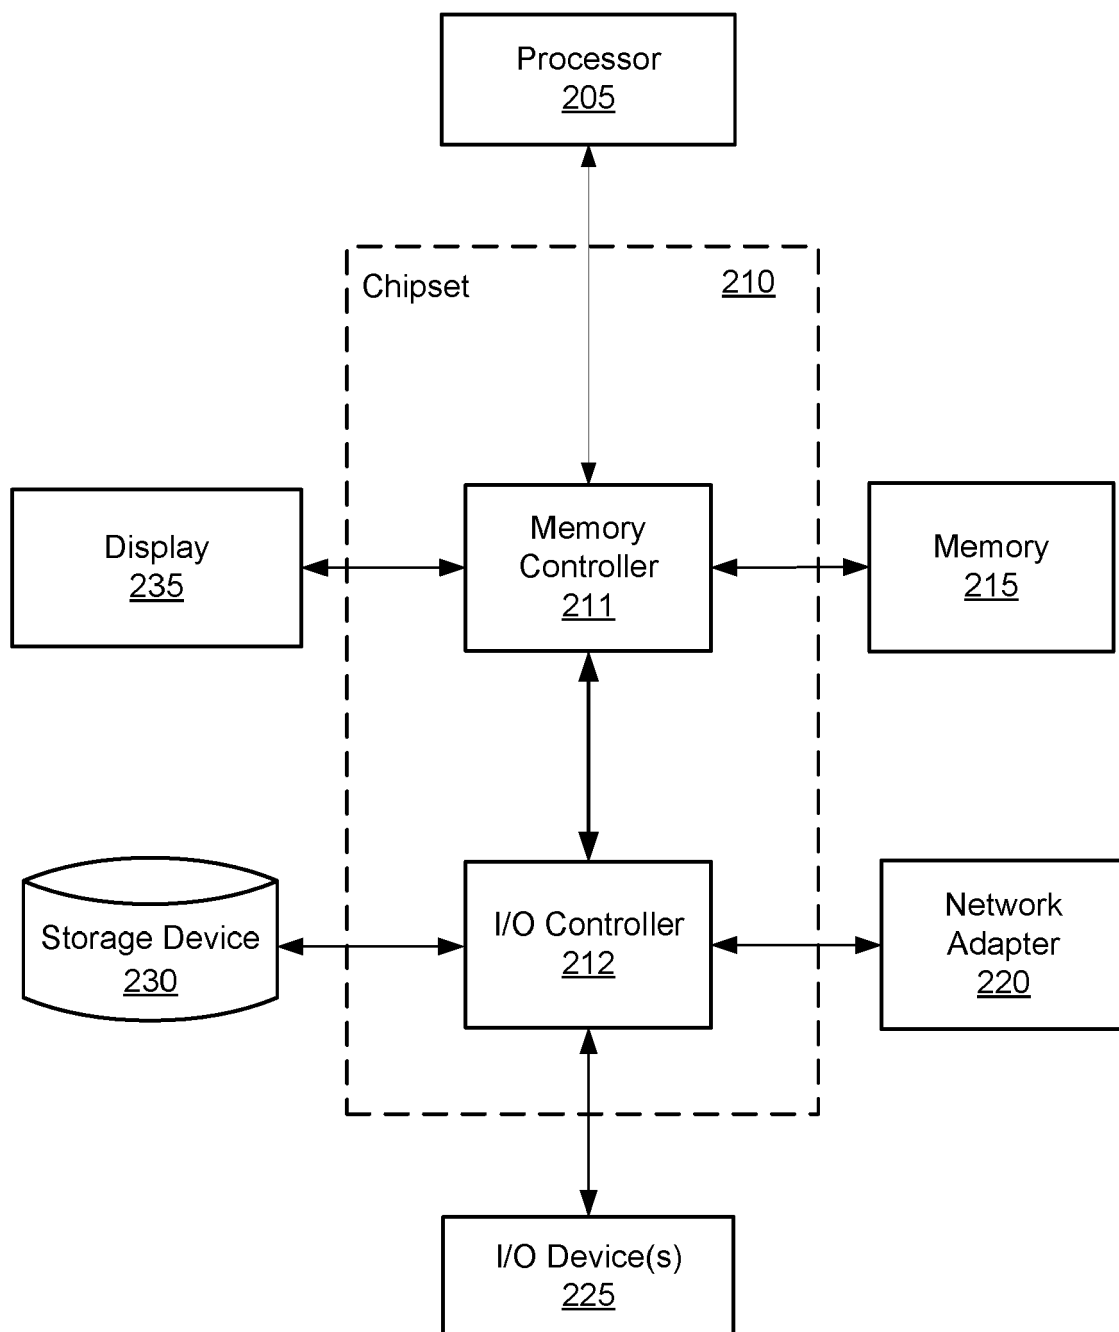 Processor
205
Chipset
210
Display
235
Memory
Controller
211
Memory
215
Storage Device
230
I/O Controller
212
Network
Adapter
220
I/O Device(s)
225